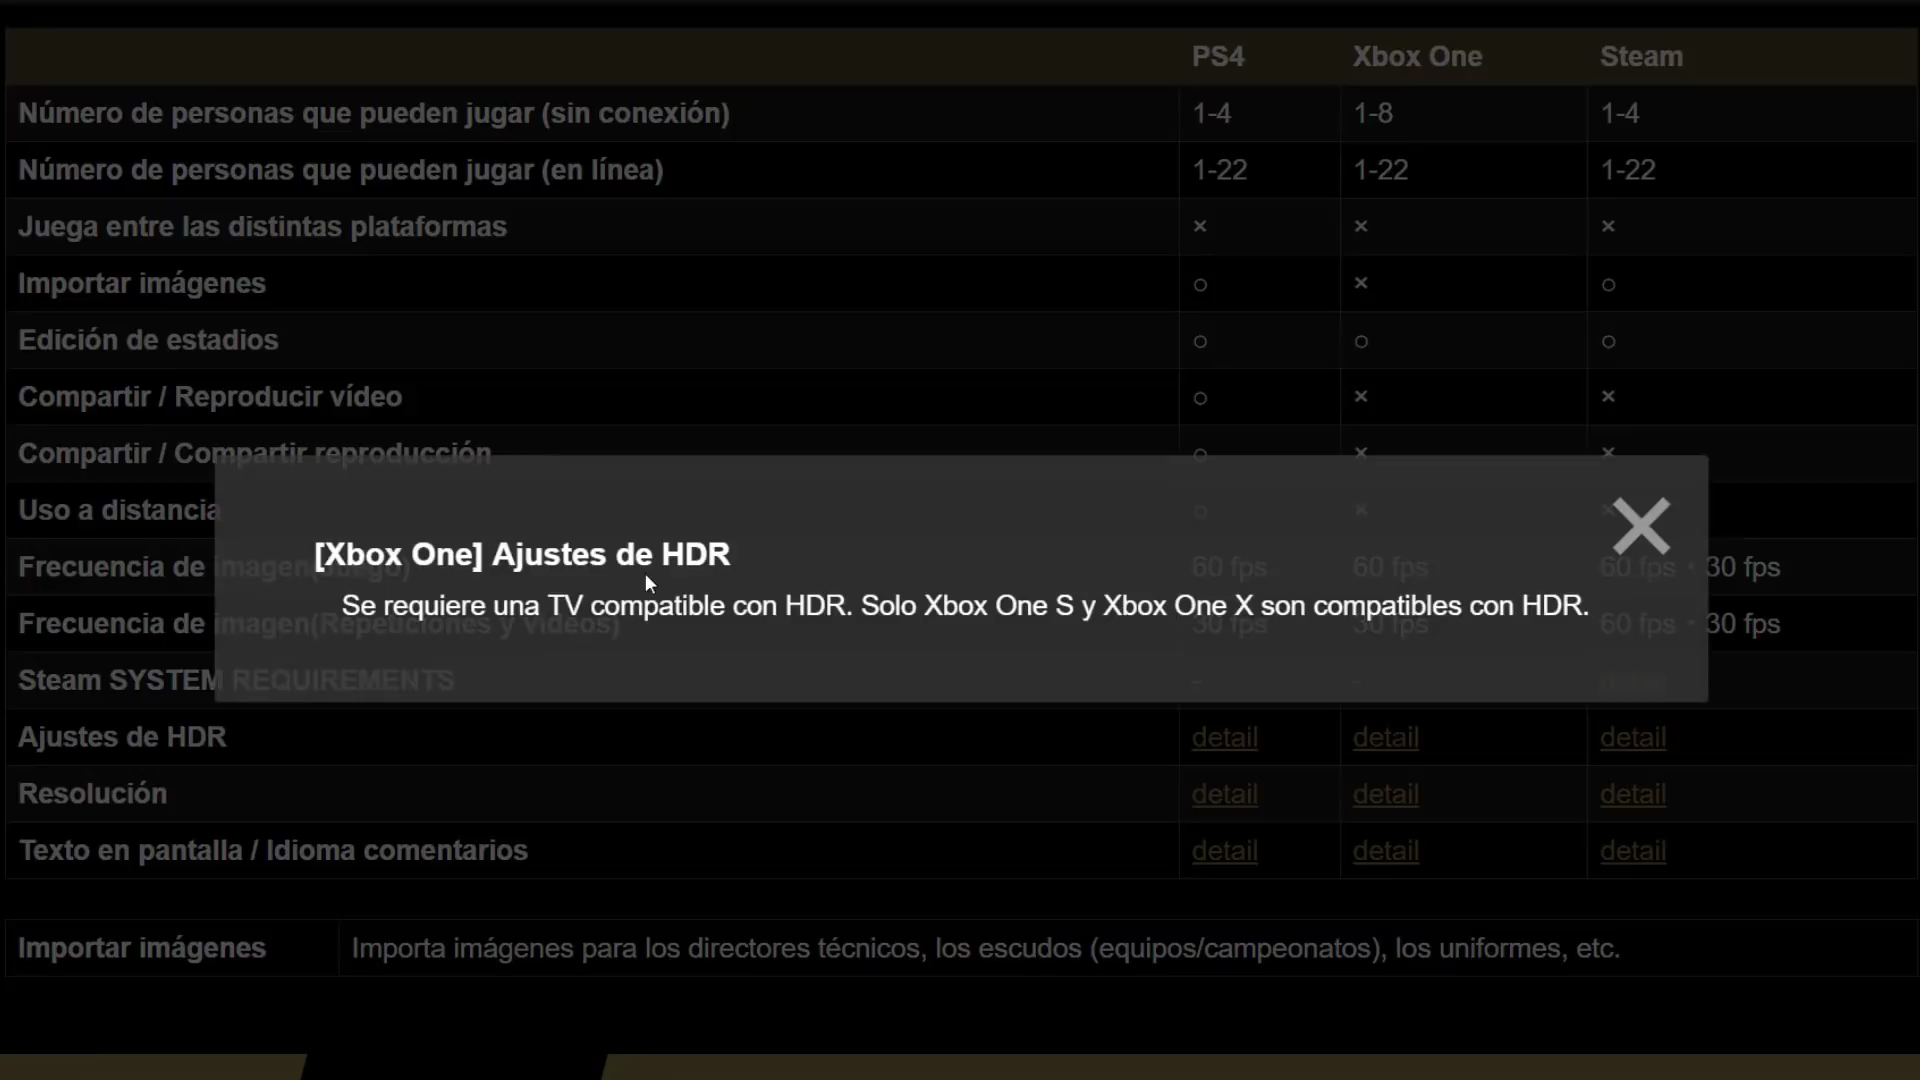 PS4 Xbox One Steam
Número de personas que pueden jugar (sin conexión) 1-4 1-8 1-4
Número de personas que pueden jugar (en línea) 1-22 1-22 1-22
Juega entre las distintas plataformas × × ×
Importar imágenes ○ × ○
Edición de estadios ○ ○ ○
Compartir / Reproducir vídeo ○ × ×
Compartir / Compartir reproducción ○ × ×
Uso a distancia ○ × ×
[Xbox One] Ajustes de HDR
Se requiere una TV compatible con HDR. Solo Xbox One S y Xbox One X son compatibles con HDR.
Frecuencia de imagen(Juego) 60 fps 60 fps 60 fps・30 fps
Frecuencia de imagen(Repeticiones y vídeos) 30 fps 30 fps 60 fps・30 fps
Steam SYSTEM REQUIREMENTS - - detail
Ajustes de HDR detail detail detail
Resolución detail detail detail
Texto en pantalla / Idioma comentarios detail detail detail
Importar imágenes Importa imágenes para los directores técnicos, los escudos (equipos/campeonatos), los uniformes, etc.